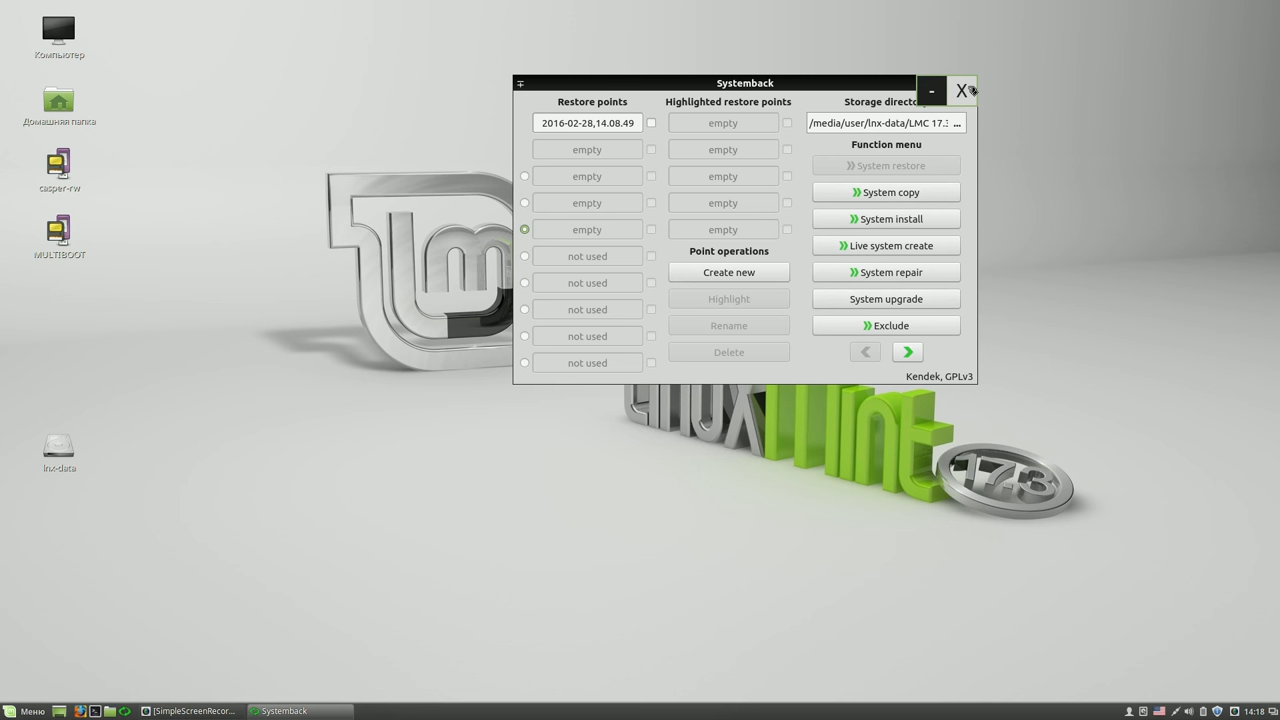 Компьютер
Домашняя папка
casper-rw
MULTIBOOT
lnx-data
Systemback
- X
Restore points
2016-02-28,14.08.49
empty
empty
empty
empty
not used
not used
not used
not used
not used
Highlighted restore points
empty
empty
empty
empty
empty
Point operations
Create new
Highlight
Rename
Delete
Storage directo
/media/user/lnx-data/LMC 17.3 ...
Function menu
System restore
System copy
System install
Live system create
System repair
System upgrade
Exclude
Kendek, GPLv3
Linux Mint
17.3
Меню
[SimpleScreenRecor...
Systemback
14:18